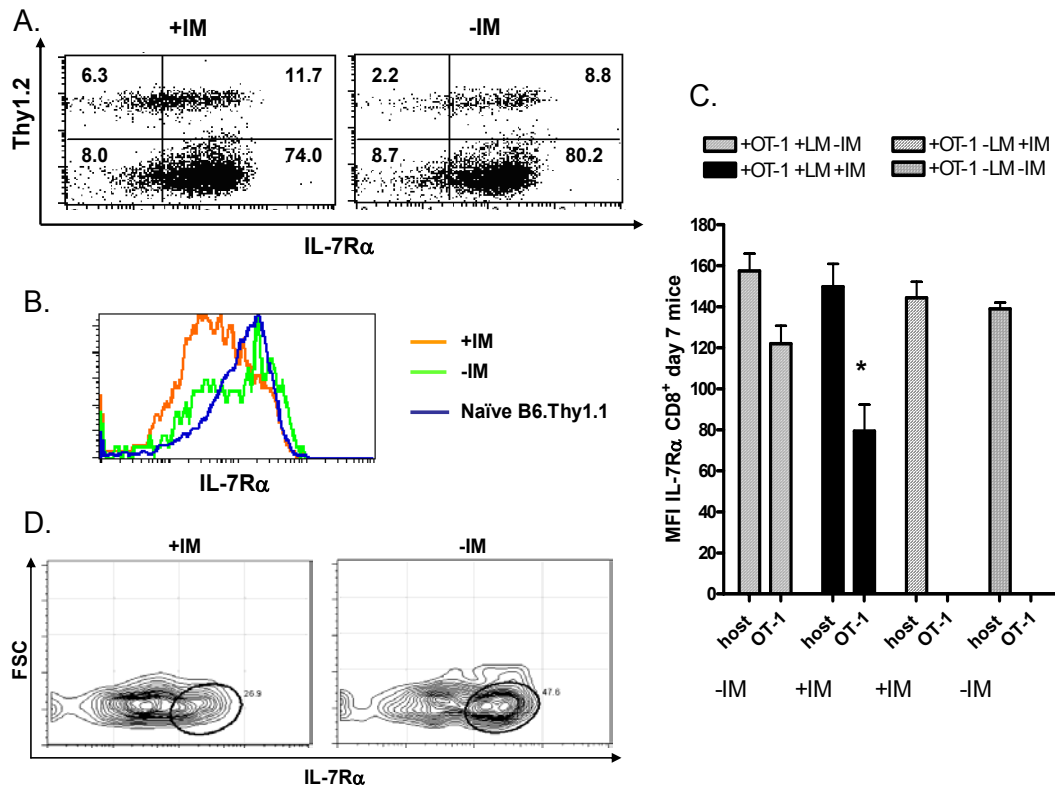 A.
+IM
-IM
Thy1.2
6.3
11.7
8.0
74.0
2.2
8.8
8.7
80.2
IL-7Rα
B.
+IM
-IM
Naïve B6.Thy1.1
IL-7Rα
C.
+OT-1 +LM -IM
+OT-1 +LM +IM
+OT-1 -LM +IM
+OT-1 -LM -IM
MFI IL-7Rα CD8+ day 7 mice
180
160
140
120
100
80
60
40
20
0
*
host OT-1 host OT-1 host OT-1 host OT-1
-IM +IM +IM -IM
D.
+IM
-IM
FSC
26.9
47.6
IL-7Rα